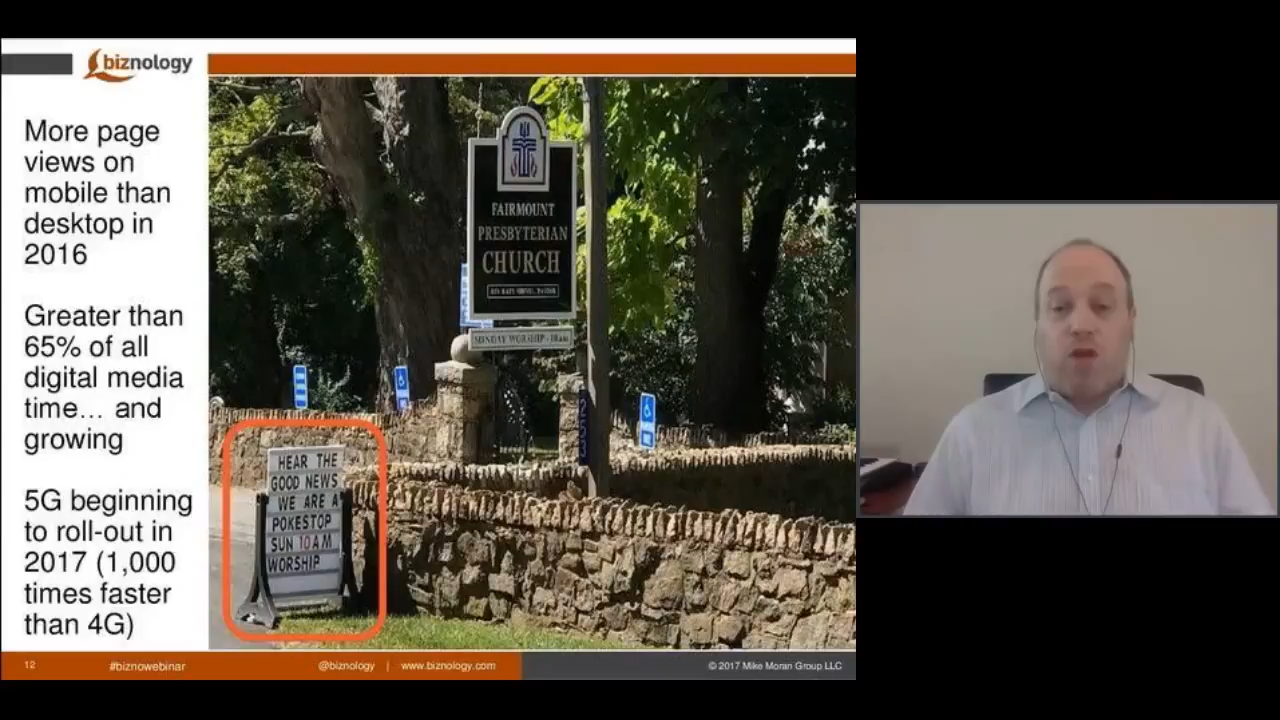 biznology
More page
views on
mobile than
desktop in
2016
Greater than
65% of all
digital media
time... and
growing
5G beginning
to roll-out in
2017 (1,000
times faster
than 4G)
FAIRMOUNT
PRESBYTERIAN
CHURCH
SUNDAY WORSHIP - 10am
HEAR THE
GOOD NEWS
WE ARE A
POKESTOP
SUN 10AM
WORSHIP
12
#biznowebinar
@biznology | www.biznology.com
© 2017 Mike Moran Group LLC